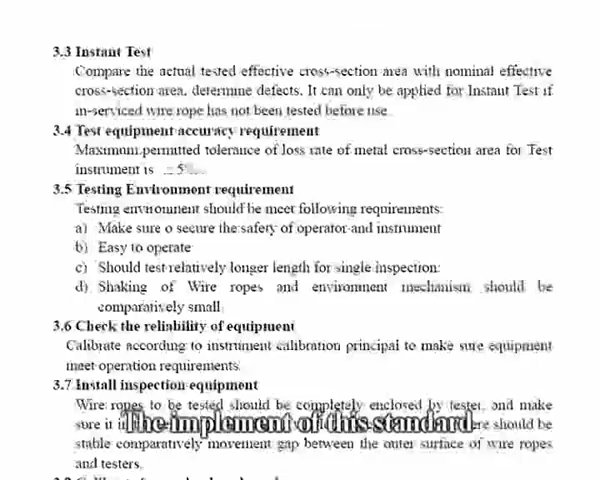 3.3 Instant Test
Compare the actual tested effective cross-section area with nominal effective
cross-section area, determine defects. It can only be applied for Instant Test if
in-serviced wire rope has not been tested before use
3.4 Test equipment accuracy requirement
Maximum permitted tolerance of loss rate of metal cross-section area for Test
instrument is
3.5 Testing Environment requirement
Testing environment should be meet following requirements:
a) Make sure o secure the safety of operator and instrument
b) Easy to operate
c) Should test relatively longer length for single inspection:
d) Shaking of Wire ropes and environment mechanism should be
comparatively small
3.6 Check the reliability of equipment
Calibrate according to instrument calibration principal to make sure equipment
meet operation requirements
3.7 Install inspection equipment
Wire ropes to be tested should be completely enclosed by tester, and make
sure it
The implement of this standard
should be
stable comparatively movement gap between the outer surface of wire ropes
and testers.